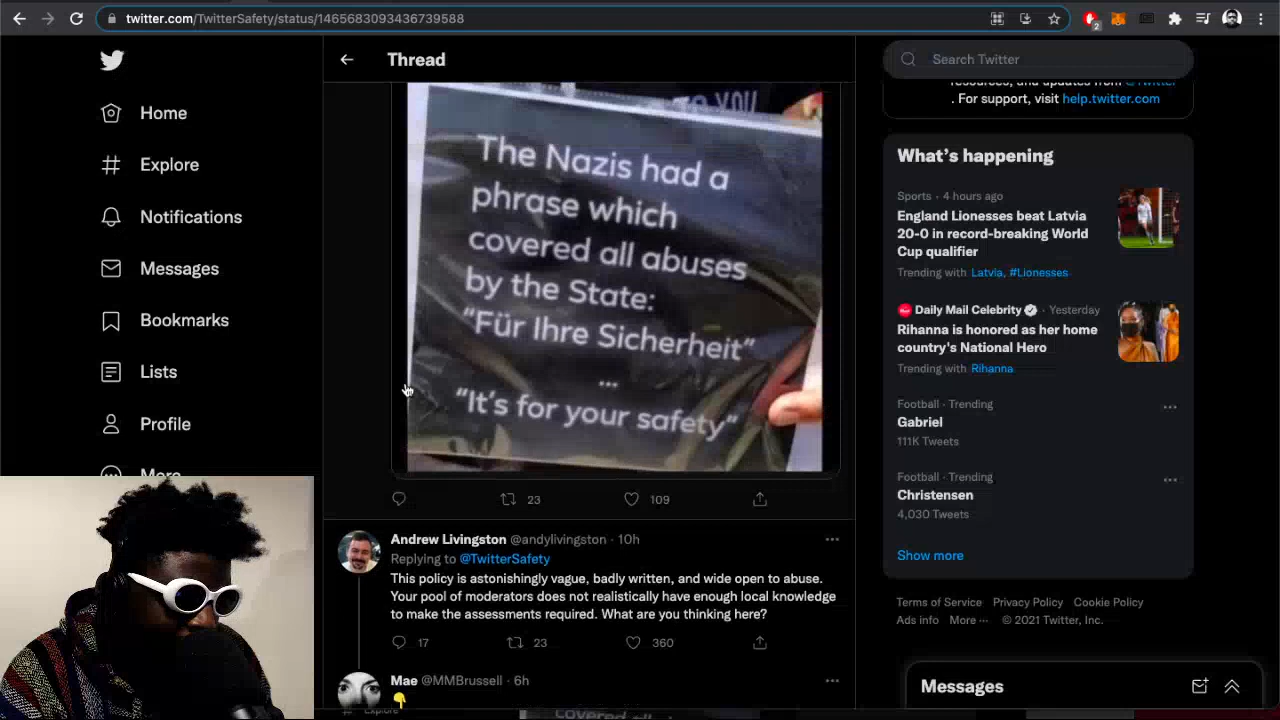 twitter.com/TwitterSafety/status/1465683093436739588
2
Home
Explore
Notifications
Messages
Bookmarks
Lists
Profile
More
Thread
TO YOU
The Nazis had a
phrase which
covered all abuses
by the State:
"Für Ihre Sicherheit"
...
"It's for your safety"
23
109
Andrew Livingston @andylivingston · 10h
Replying to @TwitterSafety
This policy is astonishingly vague, badly written, and wide open to abuse.
Your pool of moderators does not realistically have enough local knowledge
to make the assessments required. What are you thinking here?
17
23
360
Mae @MMBrussell · 6h
Explore
covered all
Search Twitter
resources, and updates from @Twitter
. For support, visit help.twitter.com
What's happening
Sports · 4 hours ago
England Lionesses beat Latvia
20-0 in record-breaking World
Cup qualifier
Trending with Latvia, #Lionesses
Daily Mail Celebrity · Yesterday
Rihanna is honored as her home
country's National Hero
Trending with Rihanna
Football · Trending
Gabriel
111K Tweets
Football · Trending
Christensen
4,030 Tweets
Show more
Terms of Service Privacy Policy Cookie Policy
Ads info More ··· © 2021 Twitter, Inc.
Messages